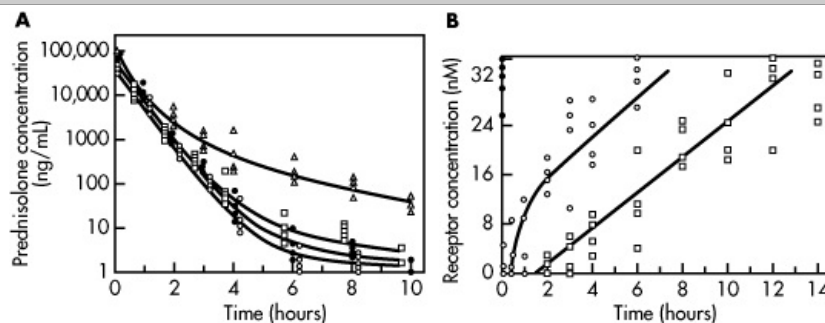 A
Prednisolone concentration
(ng/mL)
100,000
10,000
1000
100
10
1
0 2 4 6 8 10
Time (hours)
B
Receptor concentration (nM)
32
24
16
8
0
0 2 4 6 8 10 12 14
Time (hours)